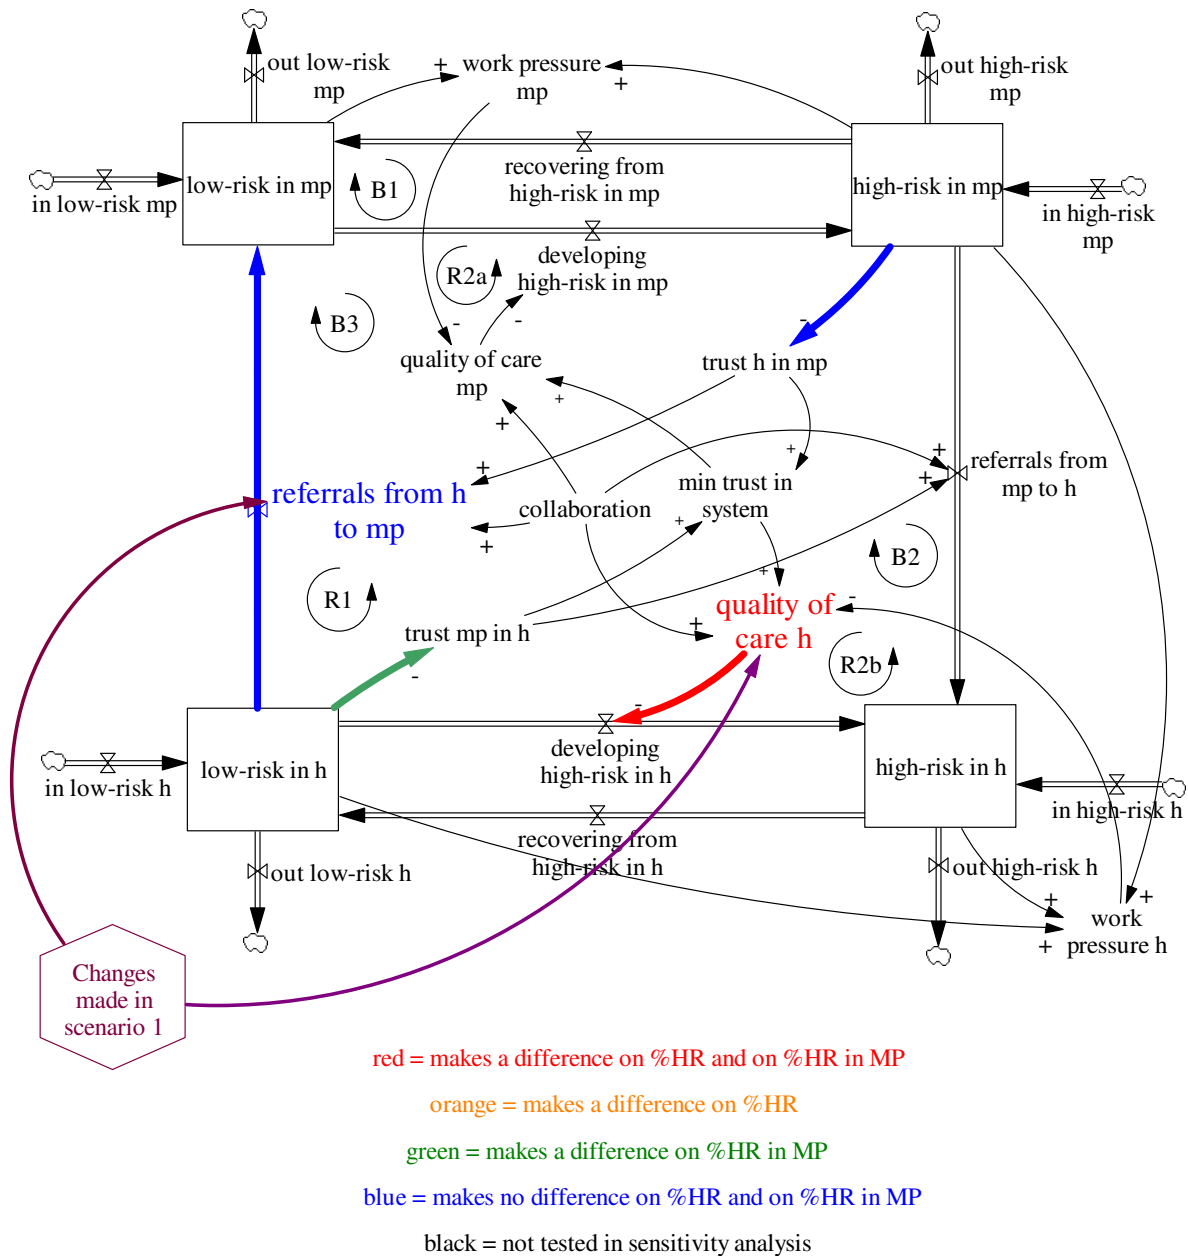 out low-risk
mp
+
work pressure
mp
+
out high-risk
mp
low-risk in mp
in low-risk mp
B1
recovering from
high-risk in mp
high-risk in mp
in high-risk
mp
developing
high-risk in mp
R2a
B3
-
-
-
quality of care
mp
trust h in mp
+
+
+
+
+
+
referrals from h
to mp
collaboration
min trust in
system
referrals from
mp to h
+
+
+
R1
B2
+
-
quality of
care h
+
trust mp in h
-
R2b
-
low-risk in h
in low-risk h
developing
high-risk in h
high-risk in h
in high-risk h
recovering from
high-risk in h
out low-risk h
out high-risk h
+
+
+
work
pressure h
Changes
made in
scenario 1
red = makes a difference on %HR and on %HR in MP
orange = makes a difference on %HR
green = makes a difference on %HR in MP
blue = makes no difference on %HR and on %HR in MP
black = not tested in sensitivity analysis